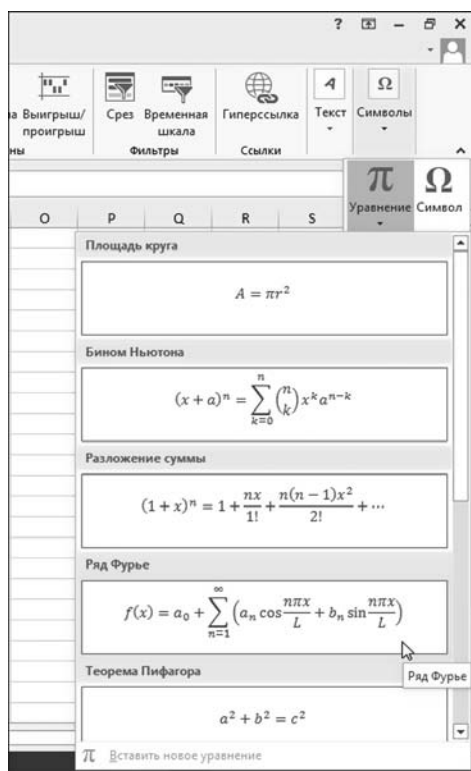 ?
а Выигрыш/ проигрыш
Срез
Временная шкала
Гиперссылка
Текст
Символы
ны
Фильтры
Ссылки
Уравнение
Символ
O P Q R S
Площадь круга
A = πr²
Бином Ньютона
(x + a)ⁿ = ∑ₖ₌₀ⁿ (n k) xᵏaⁿ⁻ᵏ
Разложение суммы
(1 + x)ⁿ = 1 + nx/1! + n(n − 1)x²/2! + ⋯
Ряд Фурье
f(x) = a₀ + ∑ₙ₌₁^∞ (aₙ cos nπx/L + bₙ sin nπx/L)
Ряд Фурье
Теорема Пифагора
a² + b² = c²
π Вставить новое уравнение